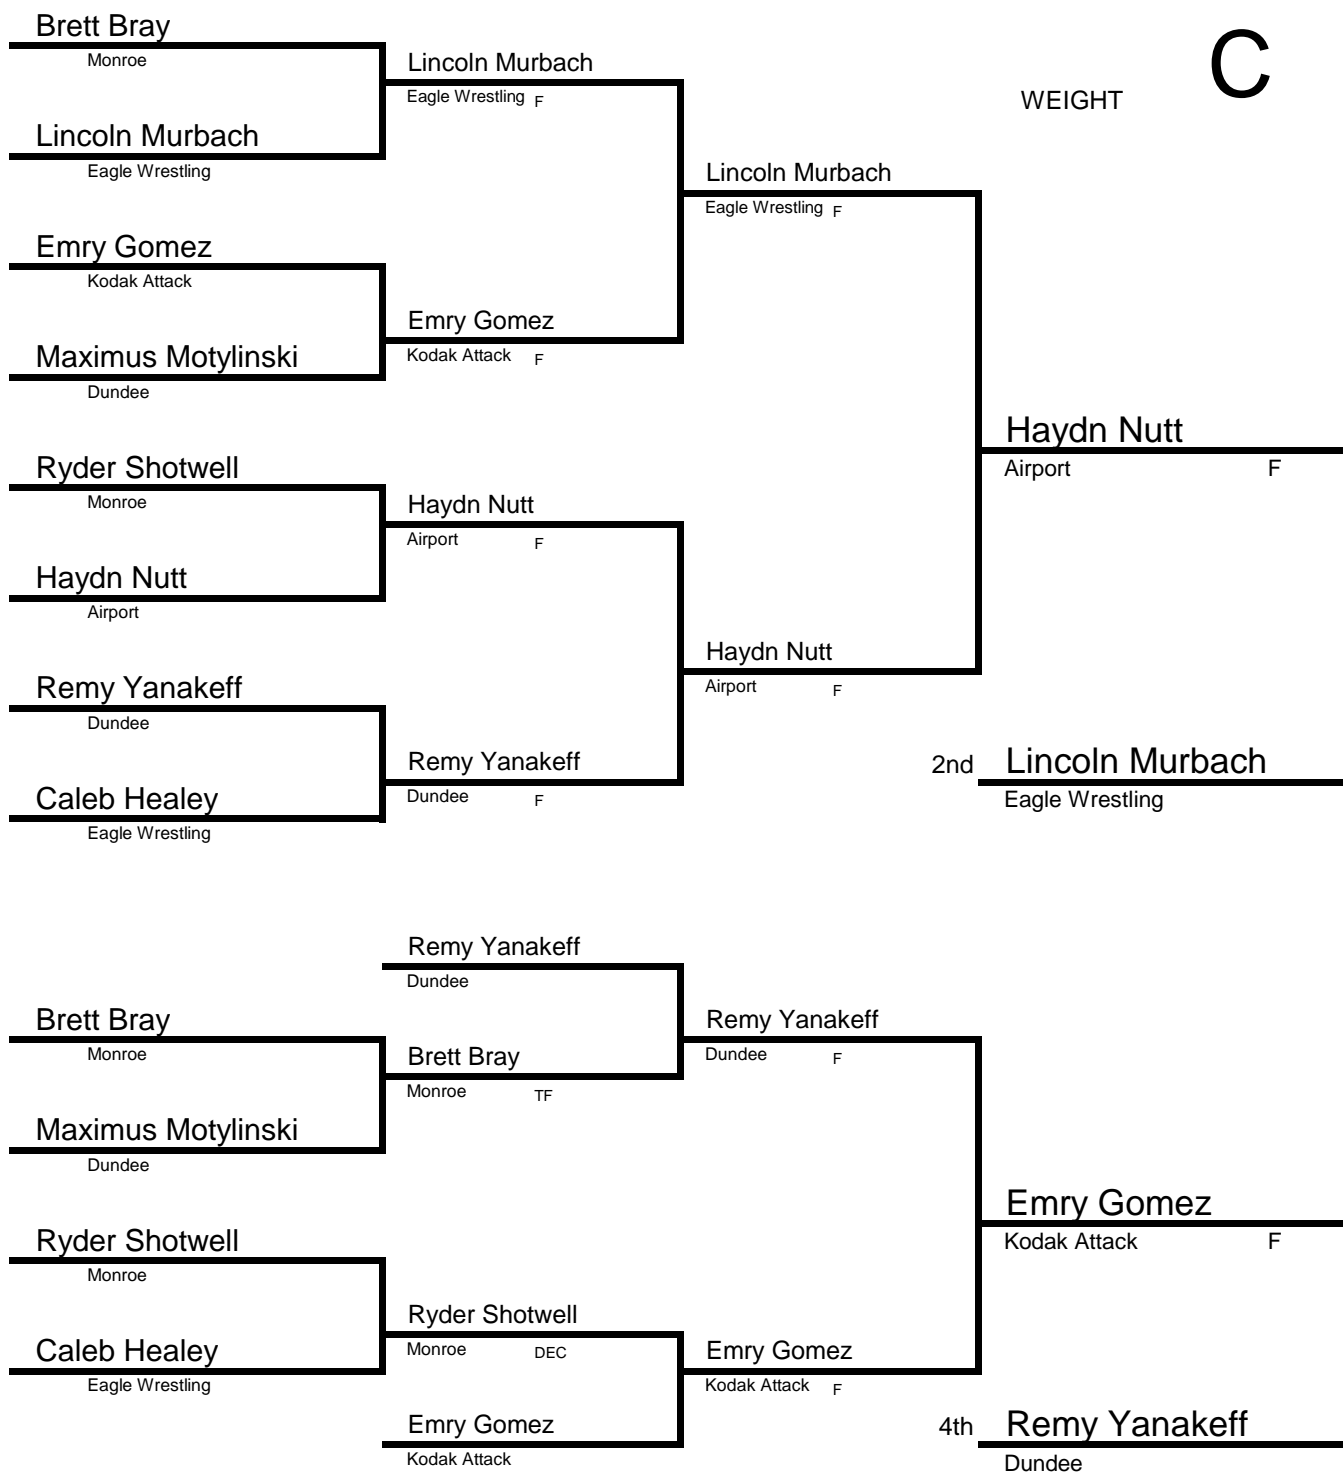 Brett Bray
Monroe
Lincoln Murbach
Eagle Wrestling F
C
WEIGHT
Lincoln Murbach
Eagle Wrestling
Lincoln Murbach
Eagle Wrestling F
Emry Gomez
Kodak Attack
Emry Gomez
Kodak Attack F
Maximus Motylinski
Dundee
Haydn Nutt
Airport F
Ryder Shotwell
Monroe
Haydn Nutt
Airport F
Haydn Nutt
Airport
Haydn Nutt
Airport F
Remy Yanakeff
Dundee
Remy Yanakeff
Dundee F
2nd Lincoln Murbach
Eagle Wrestling
Caleb Healey
Eagle Wrestling
Remy Yanakeff
Dundee
Brett Bray
Monroe
Remy Yanakeff
Dundee F
Brett Bray
Monroe TF
Maximus Motylinski
Dundee
Emry Gomez
Kodak Attack F
Ryder Shotwell
Monroe
Ryder Shotwell
Monroe DEC
Caleb Healey
Eagle Wrestling
Emry Gomez
Kodak Attack F
Emry Gomez
Kodak Attack
4th Remy Yanakeff
Dundee